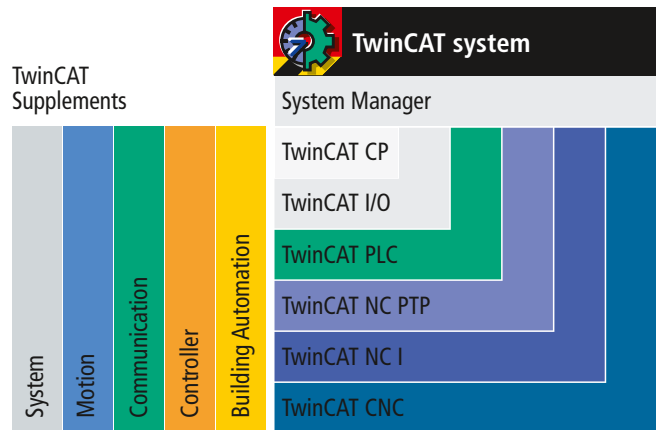 TwinCAT
Supplements
System
Motion
Communication
Controller
Building Automation
TwinCAT system
System Manager
TwinCAT CP
TwinCAT I/O
TwinCAT PLC
TwinCAT NC PTP
TwinCAT NC I
TwinCAT CNC